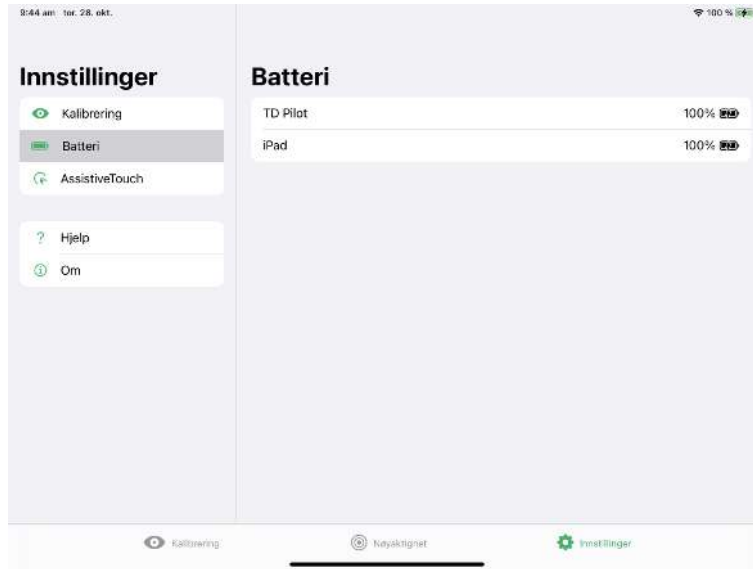 9:44 am tor. 28. okt.
100 %
Innstillinger
Kalibrering
Batteri
AssistiveTouch
Hjelp
Om
Batteri
TD Pilot 100%
iPad 100%
Kalibrering Nøyaktighet Innstillinger